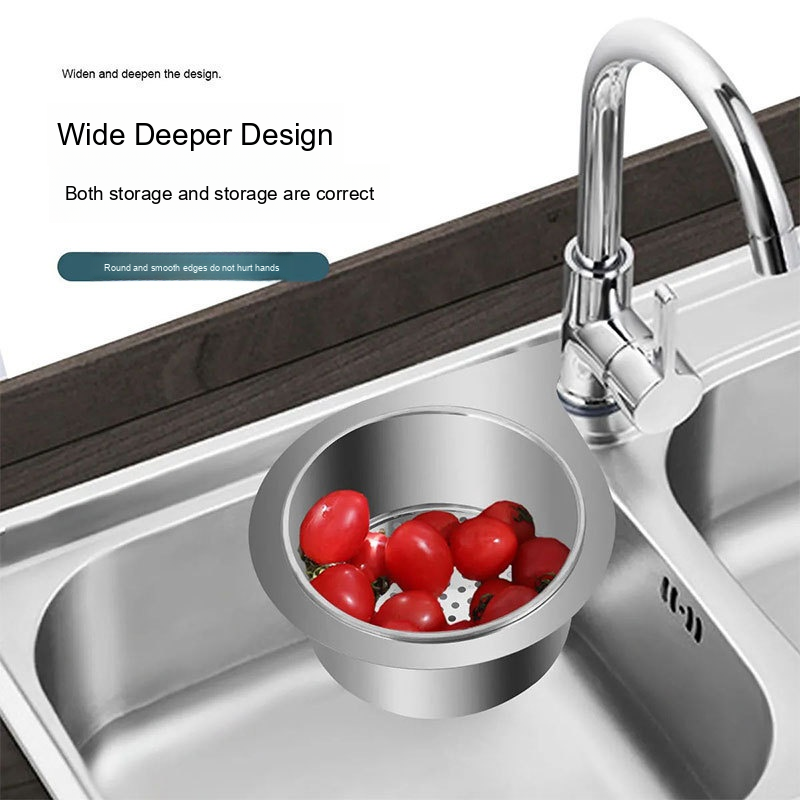 Widen and deepen the design.
Wide Deeper Design
Both storage and storage are correct
Round and smooth edges do not hurt hands